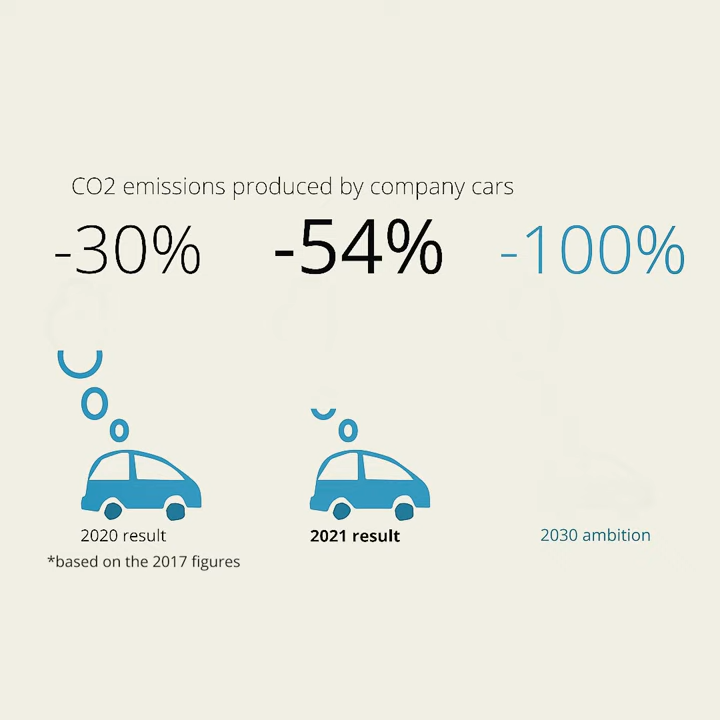 CO2 emissions produced by company cars
-30% -54% -100%
2020 result 2021 result 2030 ambition
*based on the 2017 figures